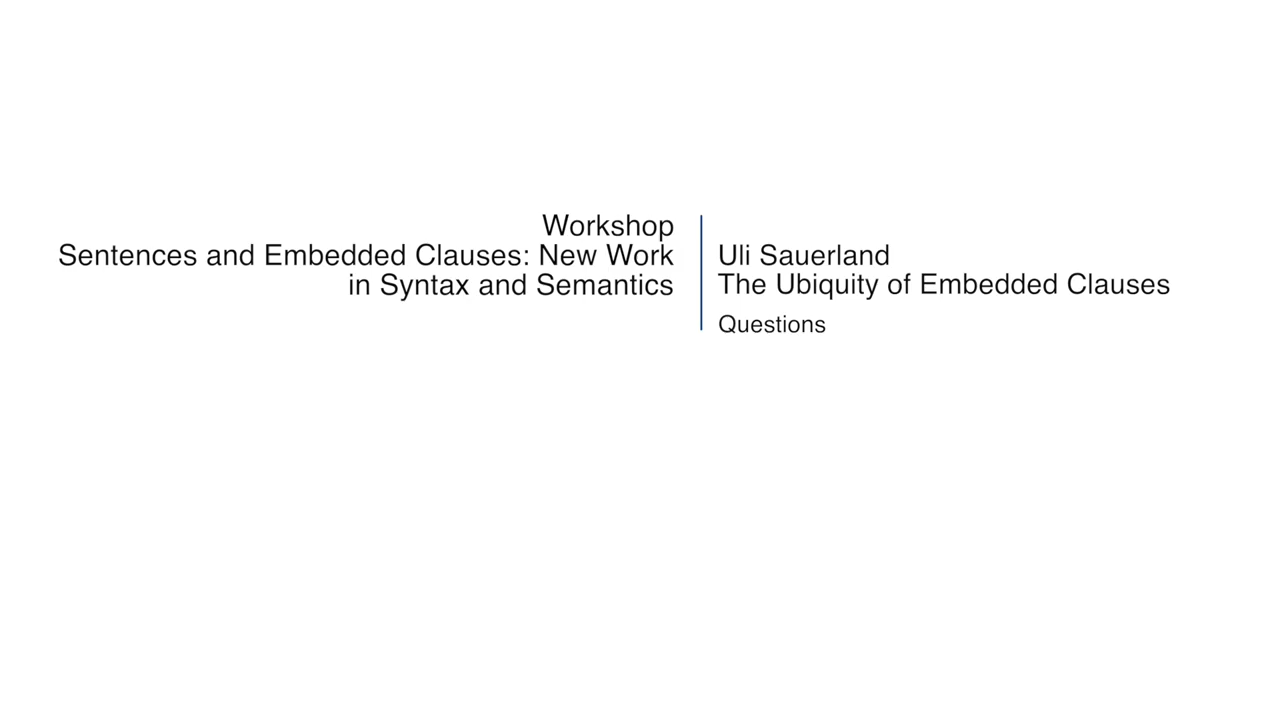 Workshop
Sentences and Embedded Clauses: New Work
in Syntax and Semantics
Uli Sauerland
The Ubiquity of Embedded Clauses
Questions